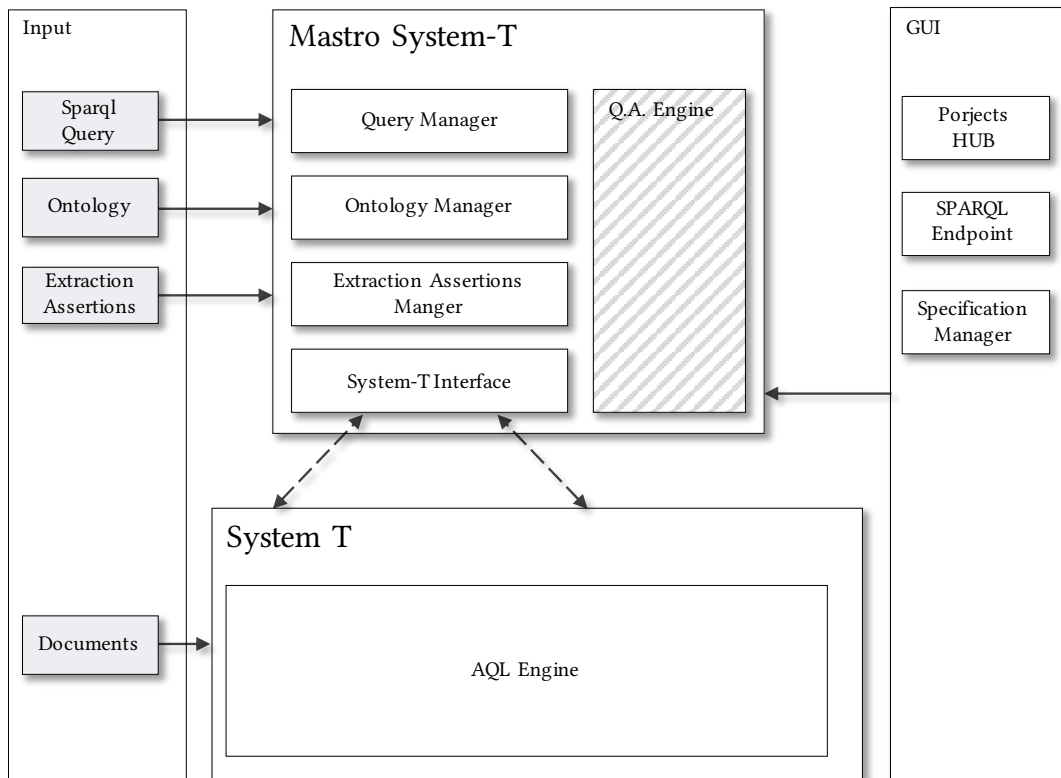 Input
Sparql
Query
Ontology
Extraction
Assertions
Documents
Mastro System-T
Query Manager
Ontology Manager
Extraction Assertions
Manger
System-T Interface
Q.A. Engine
System T
AQL Engine
GUI
Porjects
HUB
SPARQL
Endpoint
Specification
Manager